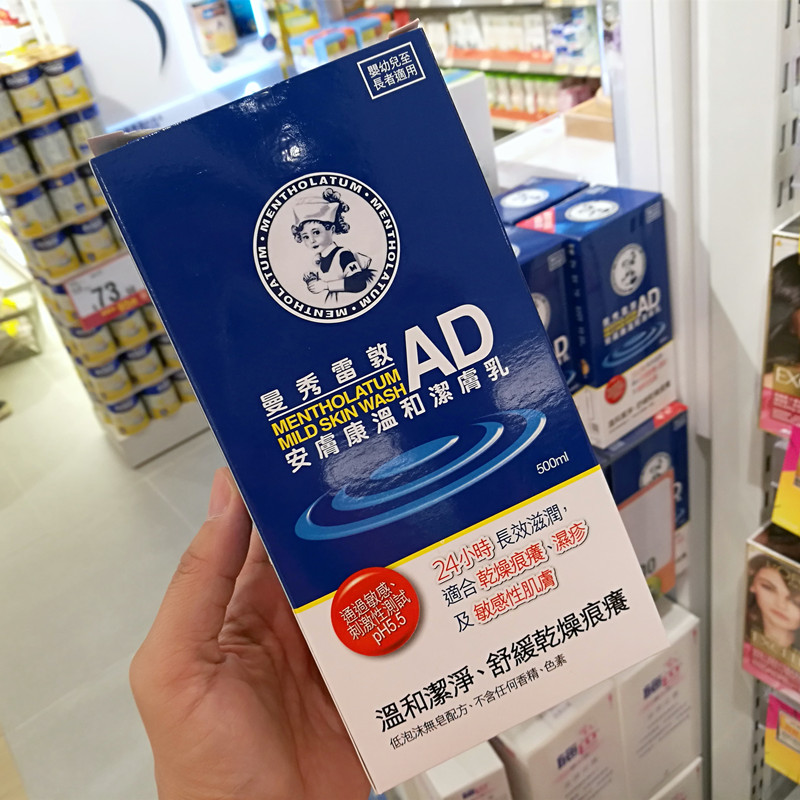 嬰幼兒至
長者適用
MENTHOLATUM · MENTHOLATUM · MENTHOLATUM ·
曼秀雷敦
MENTHOLATUM
MILD SKIN WASH
AD
安膚康溫和潔膚乳
500ml
24小時 長效滋潤,
適合 乾燥痕癢、濕疹
及 敏感性肌膚
通過敏感、
刺激性測試
pH5.5
溫和潔淨、舒緩乾燥痕癢
低泡沫無皂配方、不含任何香精、色素
73
AD